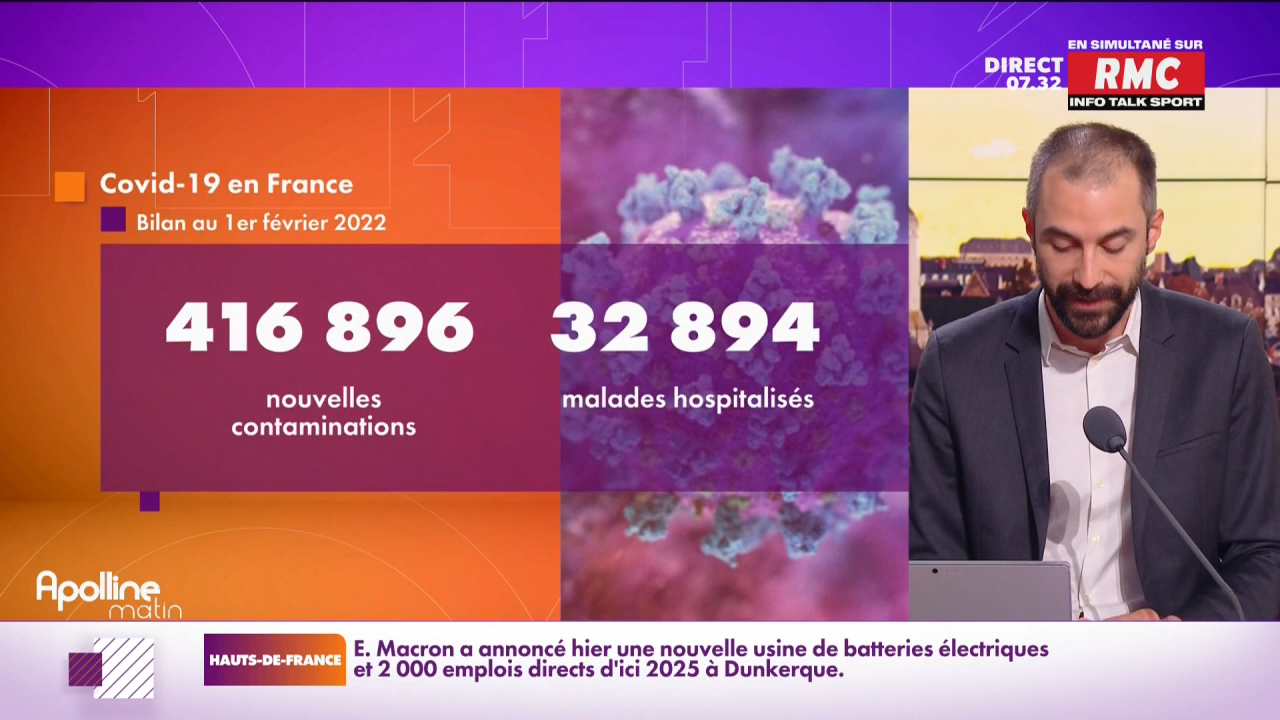 EN SIMULTANÉ SUR
DIRECT
07.32
RMC
INFO TALK SPORT
Covid-19 en France
Bilan au 1er février 2022
416 896
32 894
nouvelles
contaminations
malades hospitalisés
Apolline
matin
HAUTS-DE-FRANCE
E. Macron a annoncé hier une nouvelle usine de batteries électriques
et 2 000 emplois directs d'ici 2025 à Dunkerque.